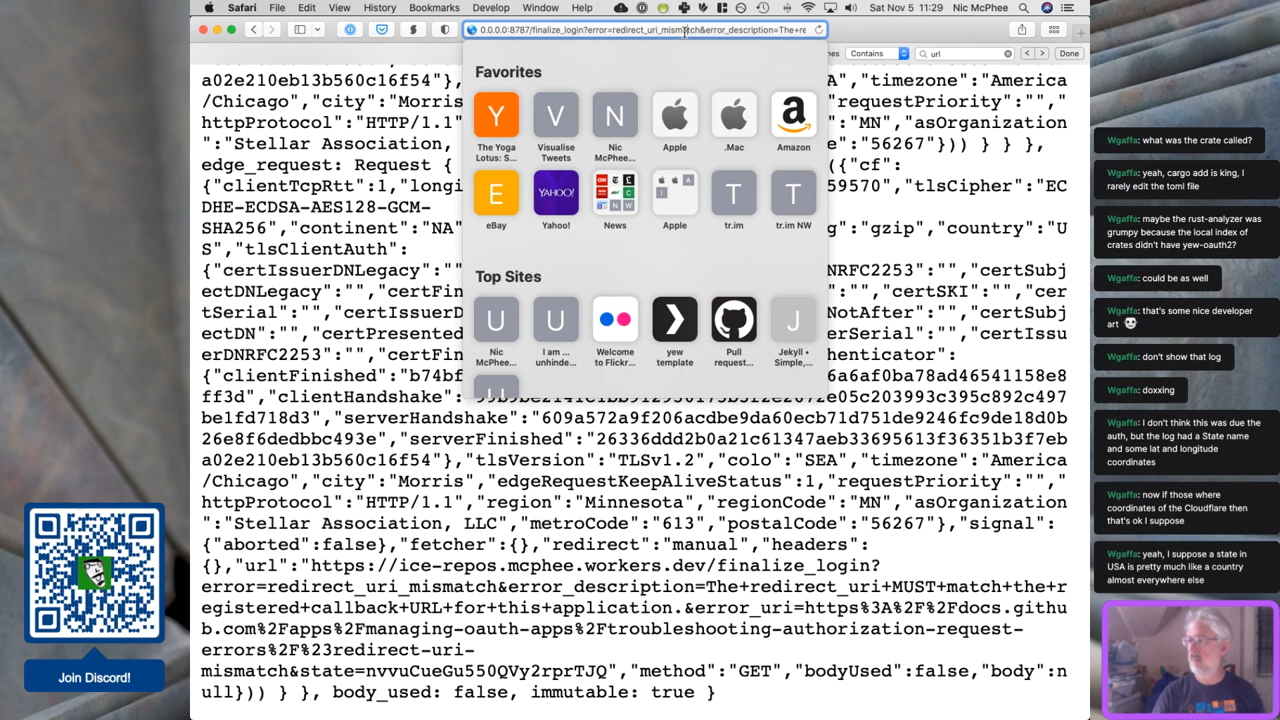 Safari File Edit View History Bookmarks Develop Window Help
Sat Nov 5 11:29 Nic McPhee
0.0.0.0:8787/finalize_login?error=redirect_uri_mismatch&error_description=The+re
Contains
url
Done
a02e210eb13b560c16f54"},
A","timezone":"America
/Chicago","city":"Morris
requestPriority":"","
httpProtocol":"HTTP/1.1"
"MN","asOrganization
":"Stellar Association,
"56267"})) } } },
edge_request: Request {
({"cf":
{"clientTcpRtt":1,"longi
59570","tlsCipher":"EC
DHE-ECDSA-AES128-GCM-
SHA256","continent":"NA"
g":"gzip","country":"U
S","tlsClientAuth":
{"certIssuerDNLegacy":""
NRFC2253":"","certSubj
ectDNLegacy":"","certFin
,"certSKI":"","cer
tSerial":"","certIssuerD
NotAfter":"","certSubj
ectDN":"","certPresented
erSerial":"","certIssu
erDNRFC2253":"","certFin
henticator":
{"clientFinished":"b74bf
6a6af0ba78ad46541158e8
ff3d","clientHandshake":
e05c203993c395c892c497
be1fd718d3","serverHandshake":"609a572a9f206acdbe9da60ecb71d751de9246fc9de18d0b
26e8f6dedbbc493e","serverFinished":"26336ddd2b0a21c61347aeb33695613f36351b3f7eb
a02e210eb13b560c16f54"},"tlsVersion":"TLSv1.2","colo":"SEA","timezone":"America
/Chicago","city":"Morris","edgeRequestKeepAliveStatus":1,"requestPriority":"","
httpProtocol":"HTTP/1.1","region":"Minnesota","regionCode":"MN","asOrganization
":"Stellar Association, LLC","metroCode":"613","postalCode":"56267"},"signal":
{"aborted":false},"fetcher":{},"redirect":"manual","headers":
{},"url":"https://ice-repos.mcphee.workers.dev/finalize_login?
error=redirect_uri_mismatch&error_description=The+redirect_uri+MUST+match+the+r
egistered+callback+URL+for+this+application.&error_uri=https%3A%2F%2Fdocs.githu
b.com%2Fapps%2Fmanaging-oauth-apps%2Ftroubleshooting-authorization-request-
errors%2F%23redirect-uri-
mismatch&state=nvvuCueGu550QVy2rprTJQ","method":"GET","bodyUsed":false,"body":n
ull})) } }, body_used: false, immutable: true }
Favorites
Y V N
The Yoga Lotus: S...
Visualise Tweets
Nic McPhee...
Apple
.Mac
Amazon
E YAHOO! T T
eBay
Yahoo!
News
Apple
tr.im
tr.im NW
Top Sites
U U J
Nic McPhee...
I am ... unhinde...
Welcome to Flickr...
yew template
Pull request...
Jekyll • Simple,...
Wgaffa: what was the crate called?
Wgaffa: yeah, cargo add is king, I
rarely edit the toml file
Wgaffa: maybe the rust-analyzer was
grumpy because the local index of
crates didn't have yew-oauth2?
Wgaffa: could be as well
Wgaffa: that's some nice developer
art
Wgaffa: don't show that log
Wgaffa: doxxing
Wgaffa: I don't think this was due the
auth, but the log had a State name
and some lat and longitude
coordinates
Wgaffa: now if those where
coordinates of the Cloudflare then
that's ok I suppose
Wgaffa: yeah, I suppose a state in
USA is pretty much like a country
almost everywhere else
Join Discord!